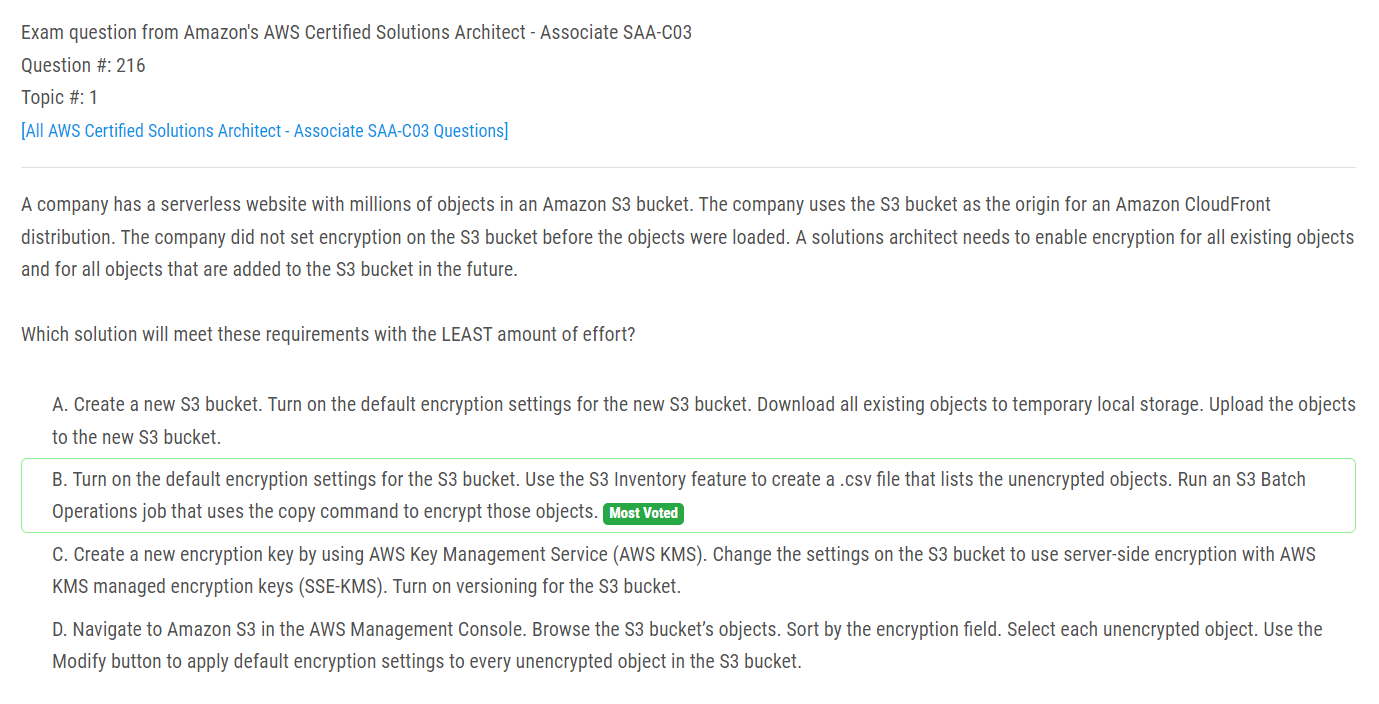 Exam question from Amazon's AWS Certified Solutions Architect - Associate SAA-C03
Question #: 216
Topic #: 1
[All AWS Certified Solutions Architect - Associate SAA-C03 Questions]
A company has a serverless website with millions of objects in an Amazon S3 bucket. The company uses the S3 bucket as the origin for an Amazon CloudFront
distribution. The company did not set encryption on the S3 bucket before the objects were loaded. A solutions architect needs to enable encryption for all existing objects
and for all objects that are added to the S3 bucket in the future.
Which solution will meet these requirements with the LEAST amount of effort?
A. Create a new S3 bucket. Turn on the default encryption settings for the new S3 bucket. Download all existing objects to temporary local storage. Upload the objects
to the new S3 bucket.
B. Turn on the default encryption settings for the S3 bucket. Use the S3 Inventory feature to create a .csv file that lists the unencrypted objects. Run an S3 Batch
Operations job that uses the copy command to encrypt those objects. Most Voted
C. Create a new encryption key by using AWS Key Management Service (AWS KMS). Change the settings on the S3 bucket to use server-side encryption with AWS
KMS managed encryption keys (SSE-KMS). Turn on versioning for the S3 bucket.
D. Navigate to Amazon S3 in the AWS Management Console. Browse the S3 bucket’s objects. Sort by the encryption field. Select each unencrypted object. Use the
Modify button to apply default encryption settings to every unencrypted object in the S3 bucket.